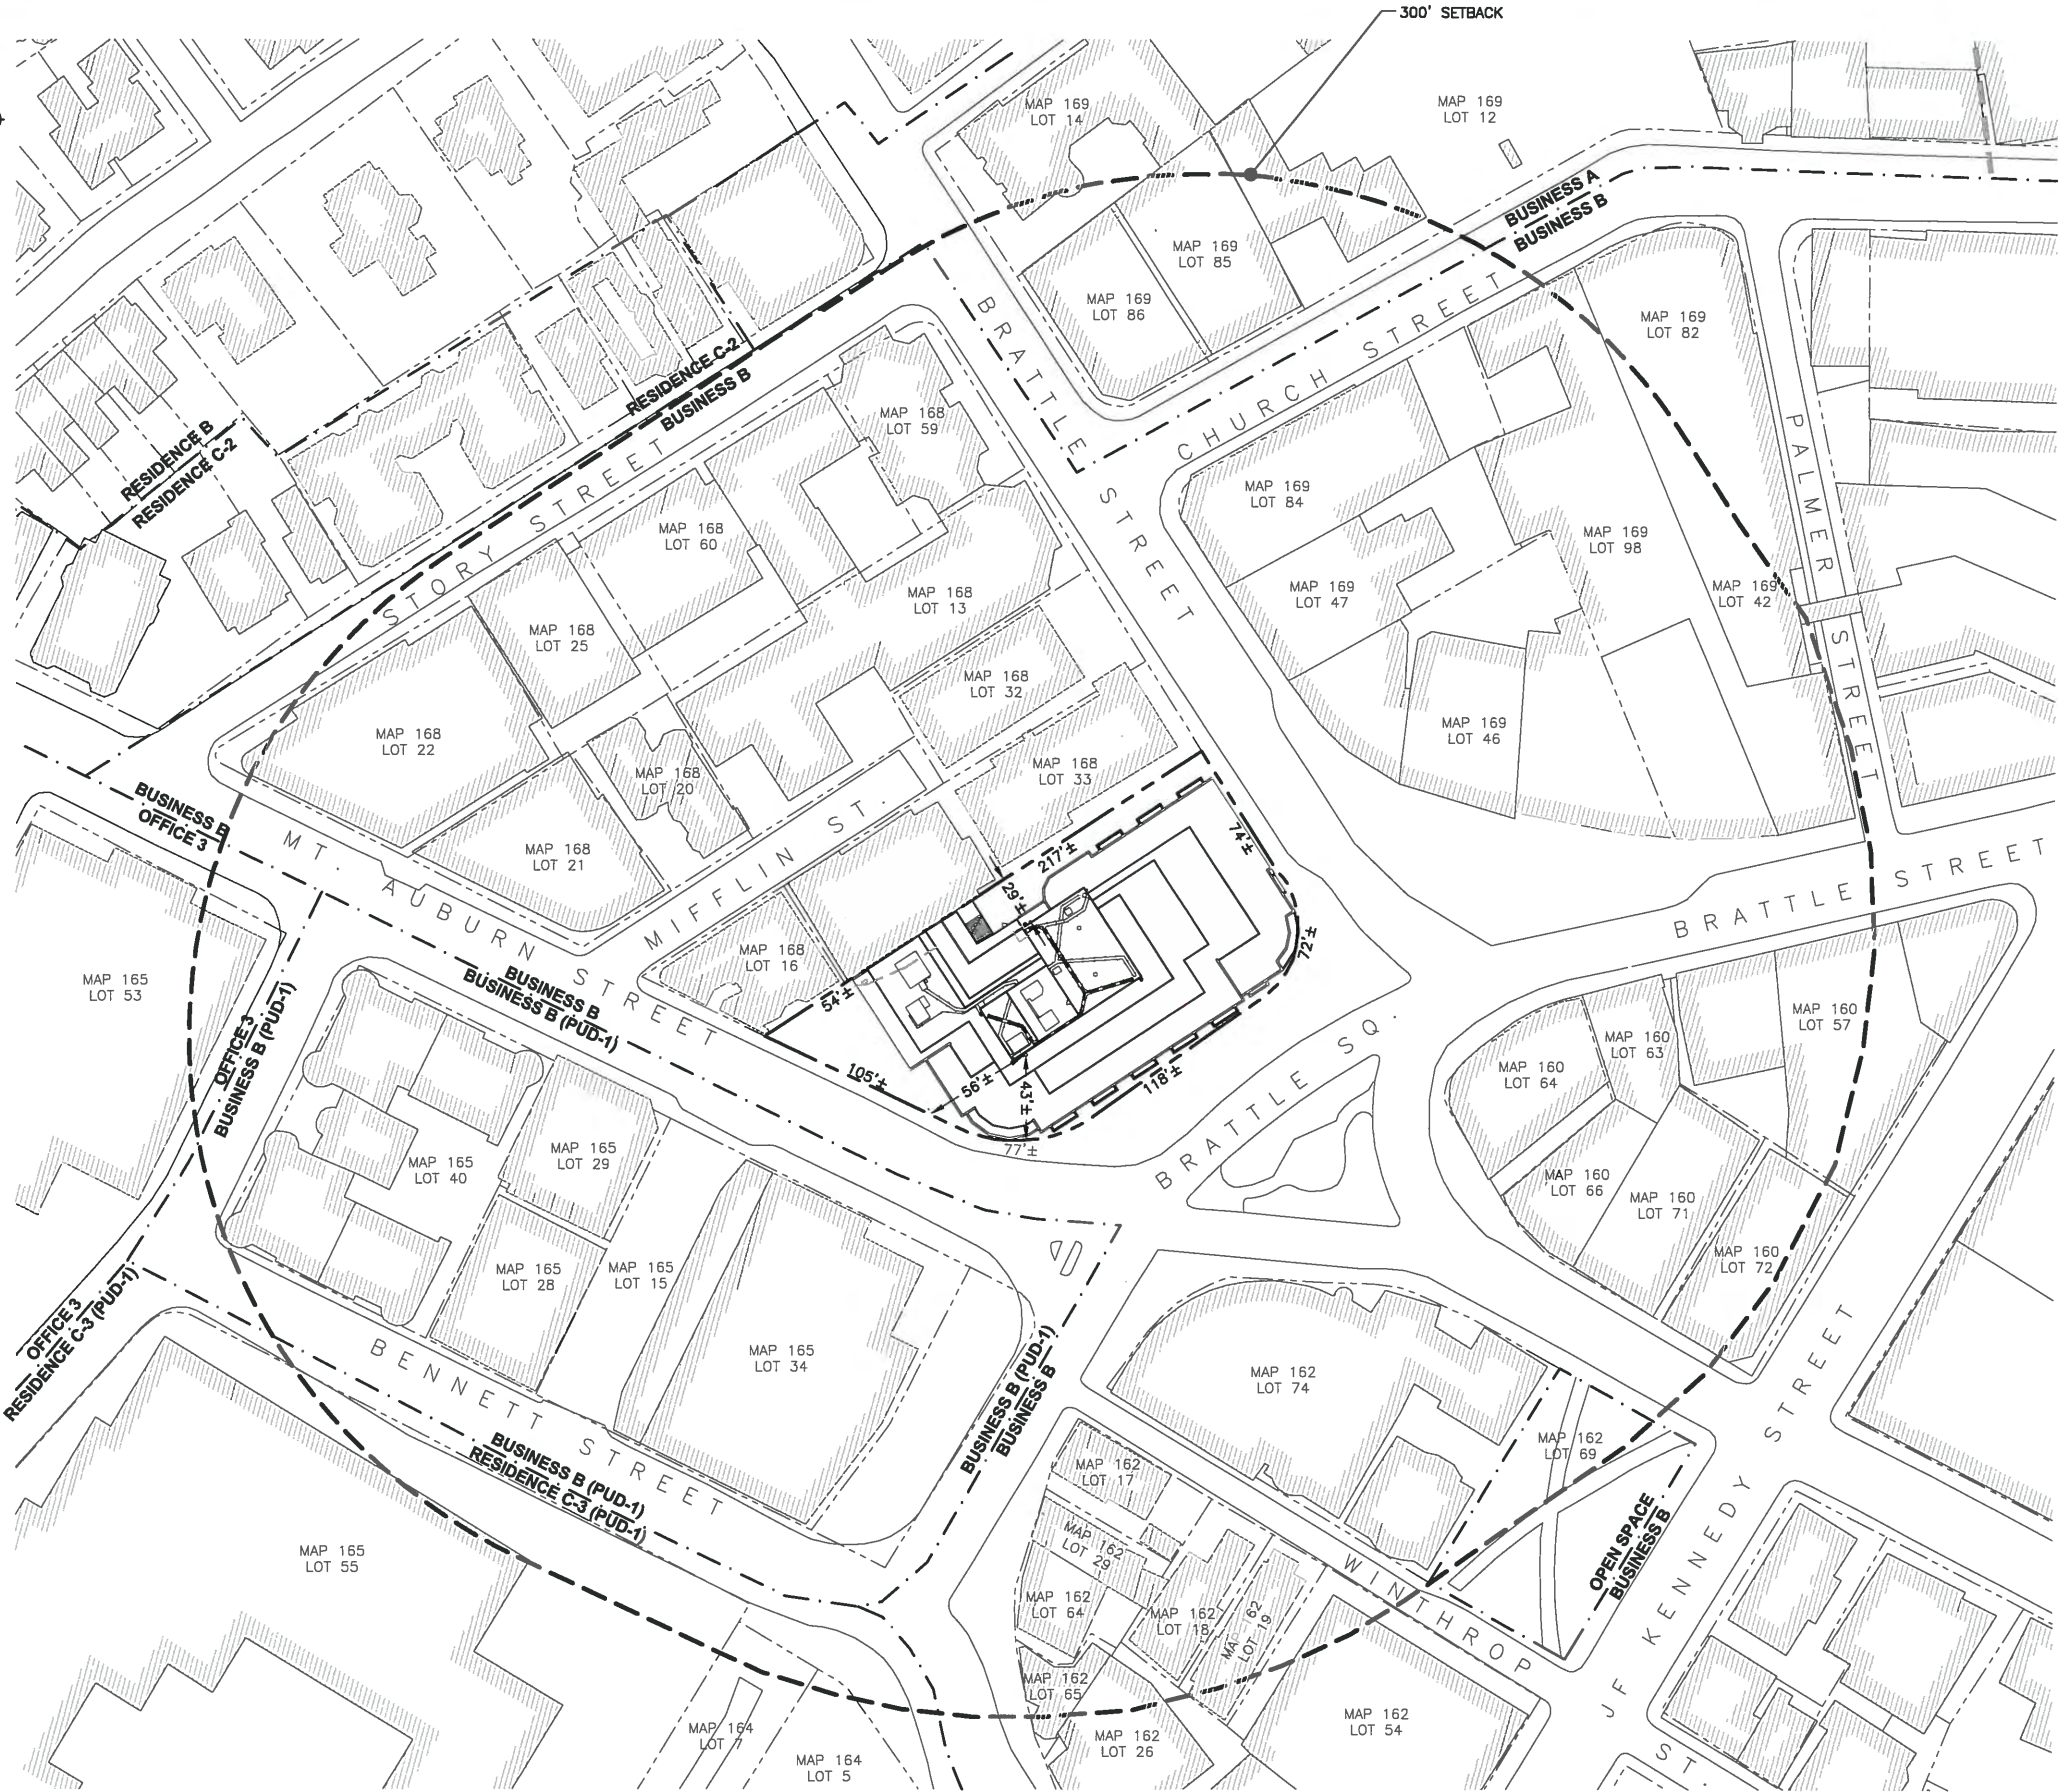 300' SETBACK
MAP 169
LOT 14
MAP 169
LOT 12
BUSINESS A
BUSINESS B
MAP 169
LOT 85
MAP 169
LOT 86
MAP 169
LOT 82
BRATTLE STREET
CHURCH STREET
PALMER STREET
RESIDENCE C-2
BUSINESS B
RESIDENCE B
RESIDENCE C-2
STORY STREET
MAP 168
LOT 59
MAP 168
LOT 60
MAP 169
LOT 84
MAP 169
LOT 98
MAP 169
LOT 47
MAP 169
LOT 42
MAP 168
LOT 13
MAP 168
LOT 25
MAP 168
LOT 32
MAP 169
LOT 46
MAP 168
LOT 22
MAP 168
LOT 20
MAP 168
LOT 33
BUSINESS B
OFFICE 3
MT. AUBURN STREET
MAP 168
LOT 21
MIFFLIN ST.
217'±
74'±
29'±
72'±
BRATTLE STREET
MAP 168
LOT 16
54'±
MAP 165
LOT 53
BUSINESS B
BUSINESS B (PUD-1)
OFFICE 3
BUSINESS B (PUD-1)
105'±
56'±
43'±
118'±
77'±
BRATTLE SQ.
MAP 160
LOT 57
MAP 160
LOT 63
MAP 160
LOT 64
MAP 165
LOT 29
MAP 165
LOT 40
MAP 160
LOT 66
MAP 160
LOT 71
MAP 160
LOT 72
MAP 165
LOT 28
MAP 165
LOT 15
OFFICE 3
RESIDENCE C-3 (PUD-1)
MAP 165
LOT 34
BENNETT STREET
BUSINESS B (PUD-1)
BUSINESS B
MAP 162
LOT 74
MAP 162
LOT 69
JF KENNEDY STREET
BUSINESS B (PUD-1)
RESIDENCE C-3 (PUD-1)
MAP 162
LOT 17
MAP 162
LOT 29
OPEN SPACE
BUSINESS B
MAP 165
LOT 55
WINTHROP
ST.
MAP 162
LOT 64
MAP 162
LOT 18
MAP 162
LOT 19
MAP 162
LOT 65
MAP 162
LOT 26
MAP 162
LOT 54
MAP 164
LOT 7
MAP 164
LOT 5